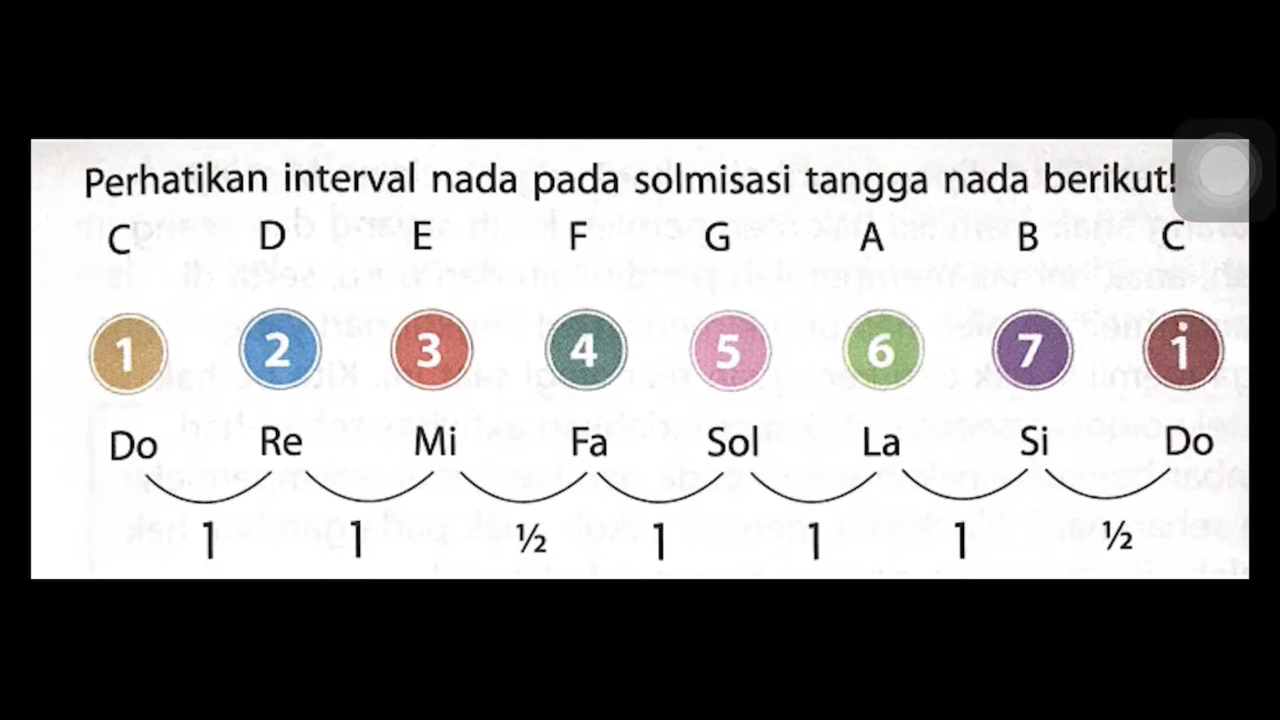 Perhatikan interval nada pada solmisasi tangga nada berikut!
C D E F G A B C
1 2 3 4 5 6 7 i
Do Re Mi Fa Sol La Si Do
1 1 ½ 1 1 1 ½